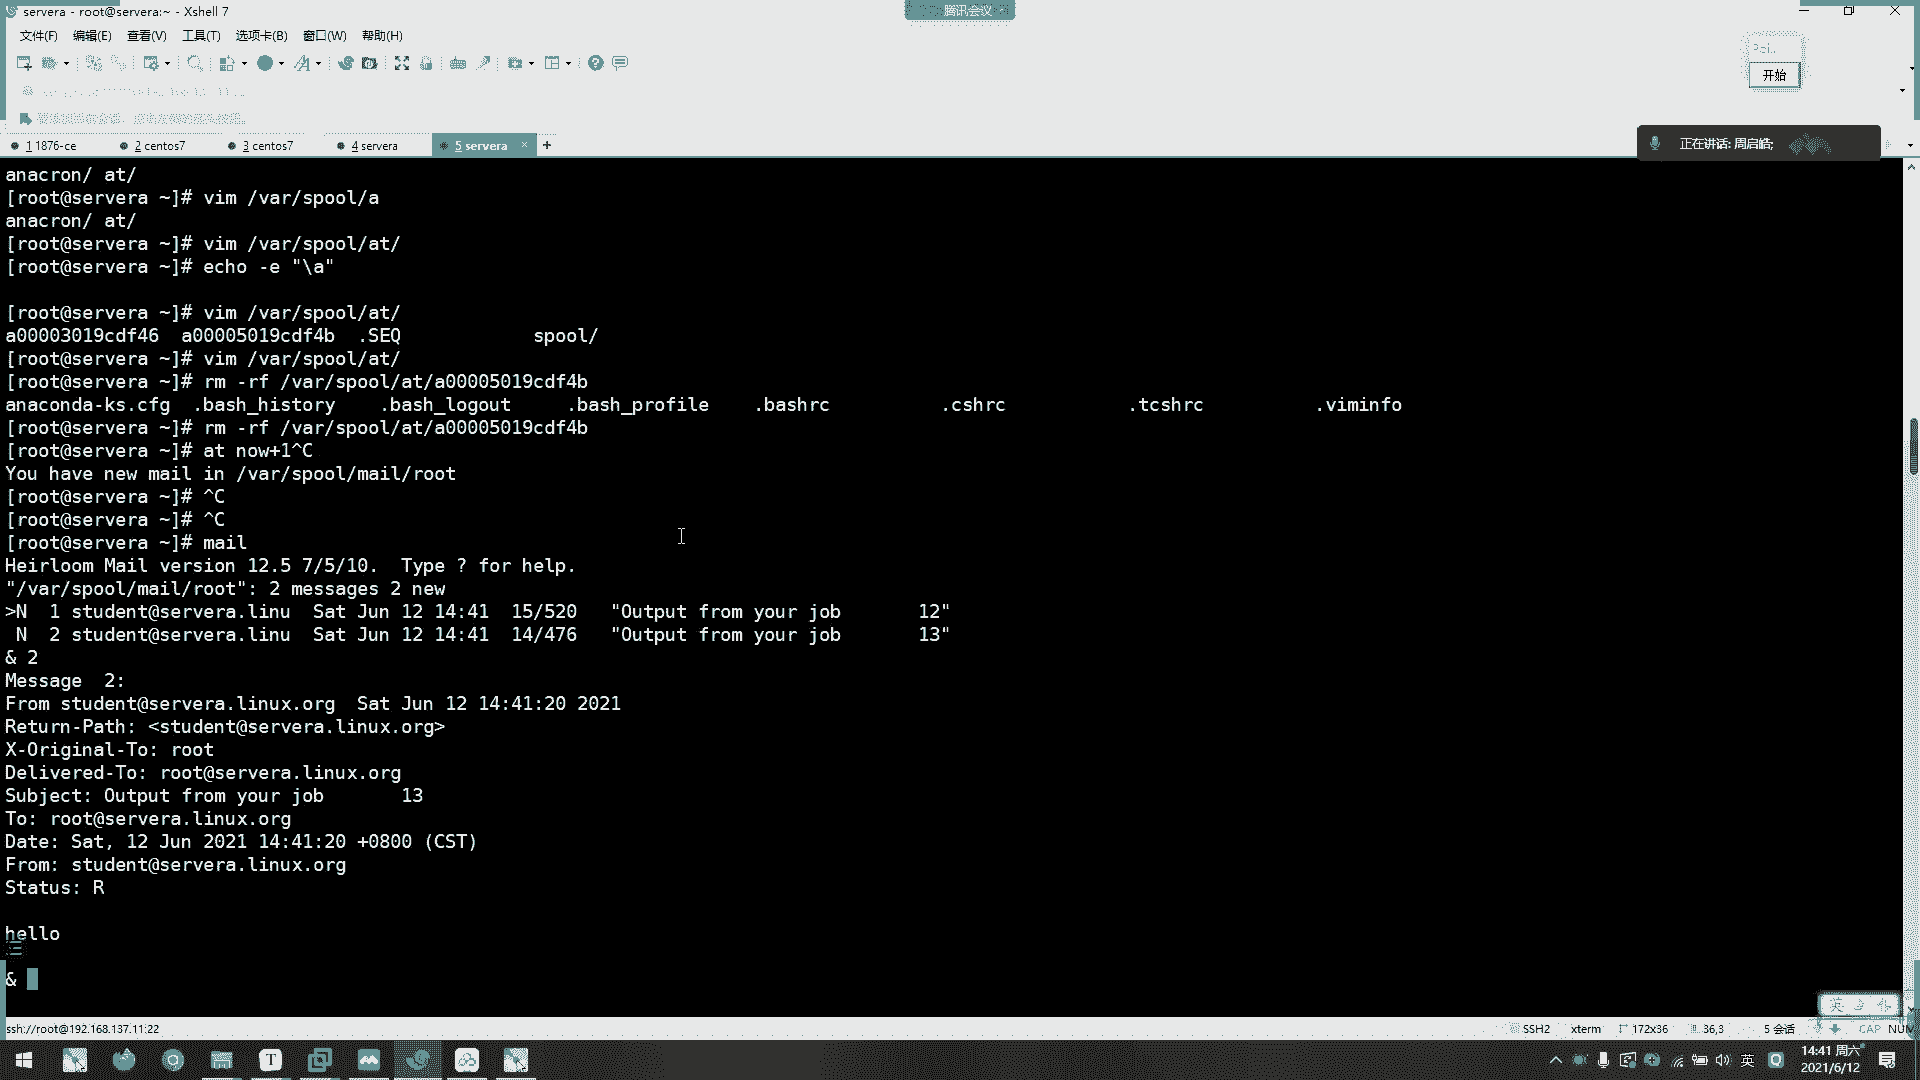 servera - root@servera:~ - Xshell 7
腾讯会议
文件(F) 编辑(E) 查看(V) 工具(T) 选项卡(B) 窗口(W) 帮助(H)
开始
1 1876-ce 2 centos7 3 centos7 4 servera 5 servera × +
正在讲话: 周启皓;
anacron/ at/
[root@servera ~]# vim /var/spool/a
anacron/ at/
[root@servera ~]# vim /var/spool/at/
[root@servera ~]# echo -e "\a"
[root@servera ~]# vim /var/spool/at/
a00003019cdf46 a00005019cdf4b .SEQ spool/
[root@servera ~]# vim /var/spool/at/
[root@servera ~]# rm -rf /var/spool/at/a00005019cdf4b
anaconda-ks.cfg .bash_history .bash_logout .bash_profile .bashrc .cshrc .tcshrc .viminfo
[root@servera ~]# rm -rf /var/spool/at/a00005019cdf4b
[root@servera ~]# at now+1^C
You have new mail in /var/spool/mail/root
[root@servera ~]# ^C
[root@servera ~]# ^C
[root@servera ~]# mail
Heirloom Mail version 12.5 7/5/10.  Type ? for help.
"/var/spool/mail/root": 2 messages 2 new
>N  1 student@servera.linu  Sat Jun 12 14:41  15/520   "Output from your job       12"
 N  2 student@servera.linu  Sat Jun 12 14:41  14/476   "Output from your job       13"
& 2
Message  2:
From student@servera.linux.org  Sat Jun 12 14:41:20 2021
Return-Path: <student@servera.linux.org>
X-Original-To: root
Delivered-To: root@servera.linux.org
Subject: Output from your job       13
To: root@servera.linux.org
Date: Sat, 12 Jun 2021 14:41:20 +0800 (CST)
From: student@servera.linux.org
Status: R
hello
&
英
ssh://root@192.168.137.11:22 SSH2 xterm 172x36 36,3 5 会话 CAP NUM
英 14:41 周六
2021/6/12